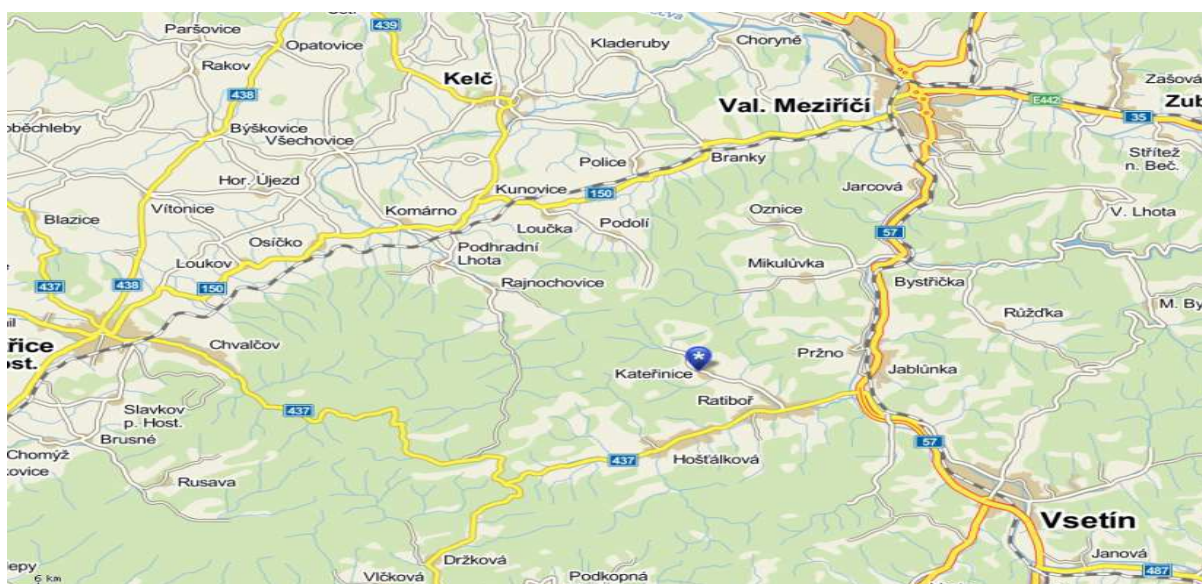 Paršovice
439
Opatovice
Rakov
Kladeruby
Choryně
Kelč
Zašová
438
Val. Meziříčí
E442
35
Býškovice
Všechovice
Police
Branky
Střítež
n. Beč.
Hor. Újezd
Kunovice
150
Jarcová
Blazice
Vítonice
Komárno
Loučka
Podolí
Oznice
V. Lhota
Osíčko
57
Loukov
Podhradní
Lhota
Mikulůvka
437
438
150
Rajnochovice
Bystřička
Růžďka
M. By
Chvalčov
Pržno
Kateřinice
*
Jablůnka
Ratiboř
Slavkov
p. Host.
437
Brusné
57
Chomýž
437
Hošťálková
Rusava
Vsetín
Držková
Janová
Vlčková
Podkopná
487
6 km